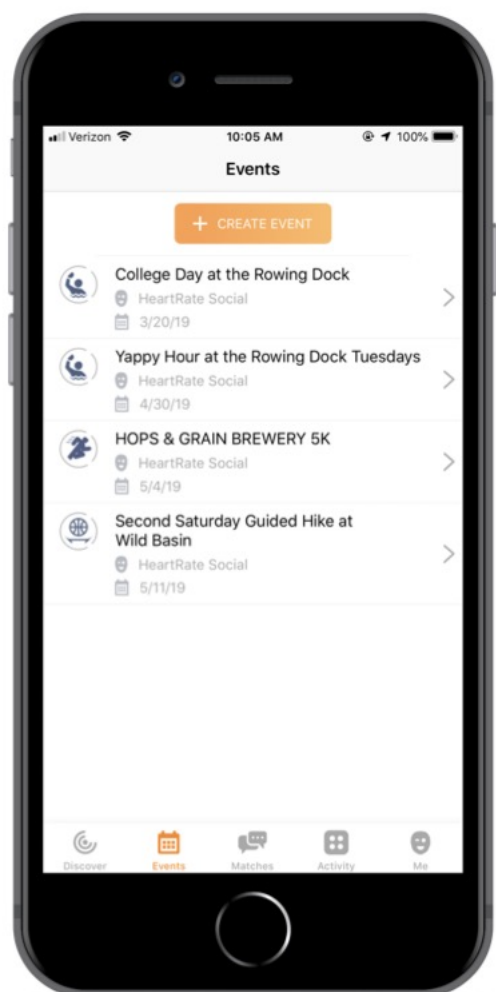 Verizon 10:05 AM 100%
Events
+ CREATE EVENT
College Day at the Rowing Dock
HeartRate Social
3/20/19
Yappy Hour at the Rowing Dock Tuesdays
HeartRate Social
4/30/19
HOPS & GRAIN BREWERY 5K
HeartRate Social
5/4/19
Second Saturday Guided Hike at
Wild Basin
HeartRate Social
5/11/19
Discover Events Matches Activity Me